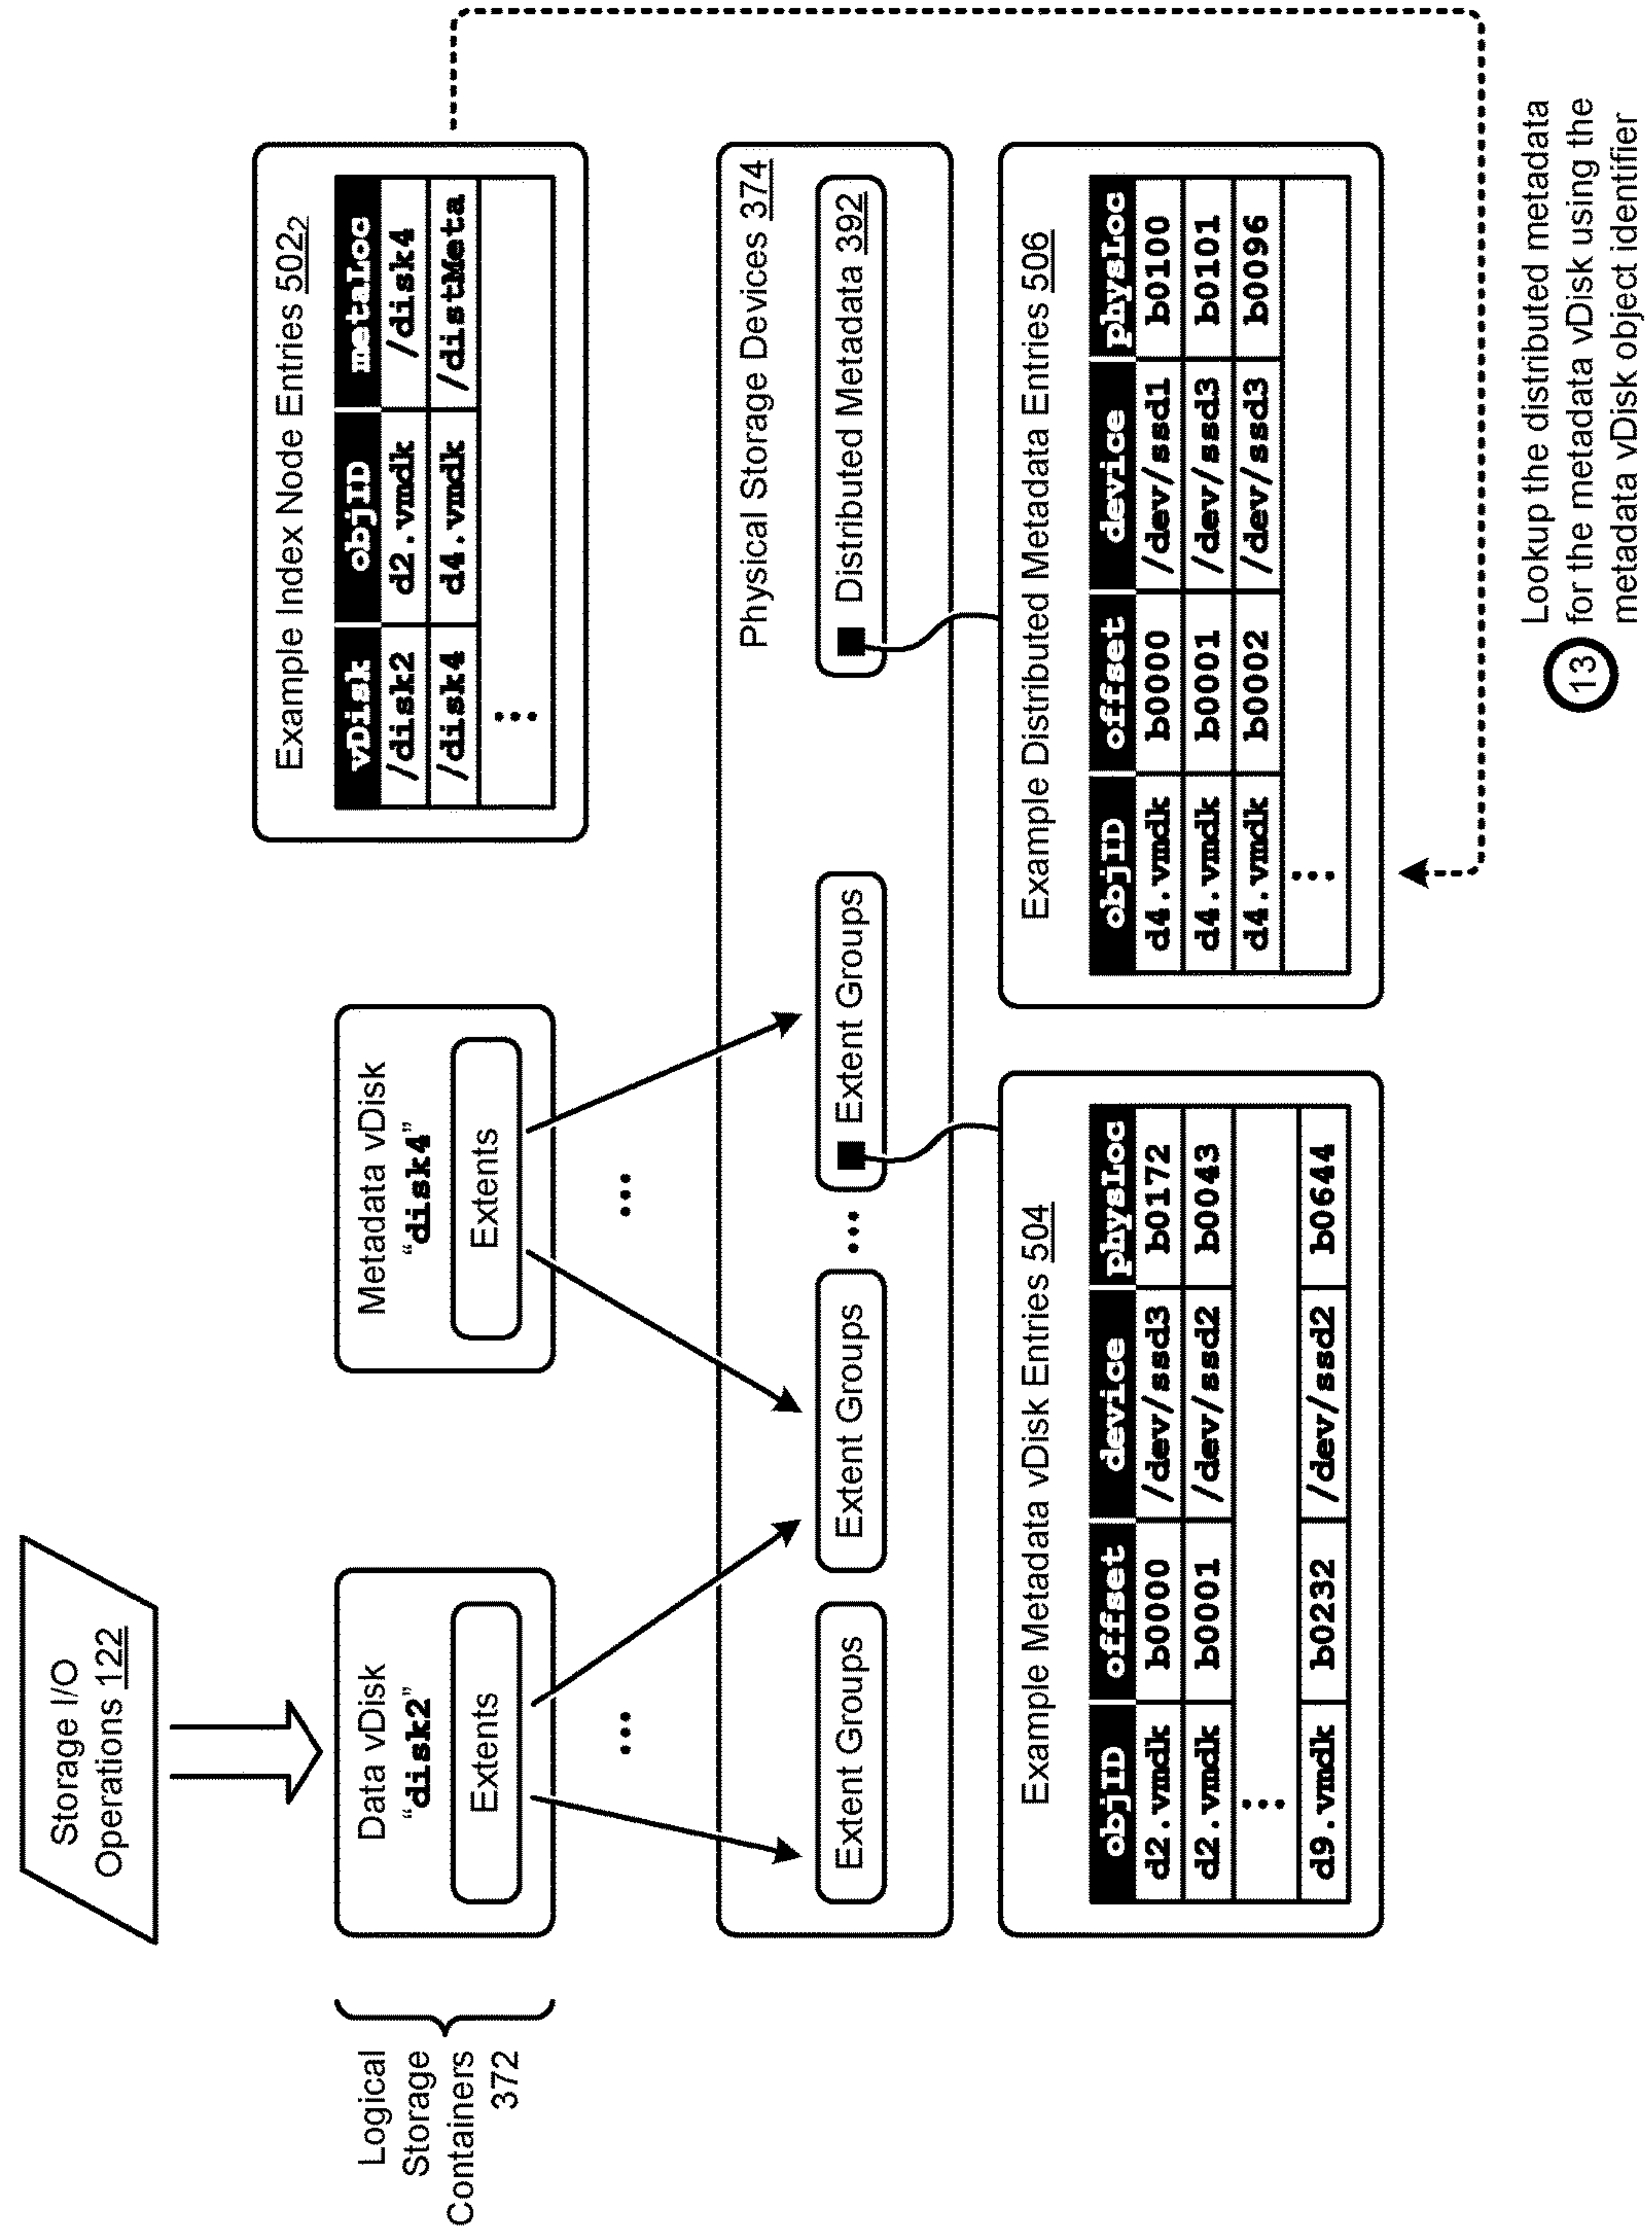 Storage I/O
Operations 122
Logical
Storage
Containers
372
Data vDisk
“disk2”
Extents
...
Metadata vDisk
“disk4”
Extents
...
Example Index Node Entries 502₂
vDisk objID metaLoc
/disk2 d2.vmdk /disk4
/disk4 d4.vmdk /distMeta
⋮
Physical Storage Devices 374
Extent Groups
Extent Groups
...
Extent Groups
Distributed Metadata 392
Example Metadata vDisk Entries 504
objID offset device physLoc
d2.vmdk b0000 /dev/ssd3 b0172
d2.vmdk b0001 /dev/ssd2 b0043
⋮
d9.vmdk b0232 /dev/ssd2 b0644
Example Distributed Metadata Entries 506
objID offset device physLoc
d4.vmdk b0000 /dev/ssd1 b0100
d4.vmdk b0001 /dev/ssd3 b0101
d4.vmdk b0002 /dev/ssd3 b0096
⋮
13
Lookup the distributed metadata
for the metadata vDisk using the
metadata vDisk object identifier